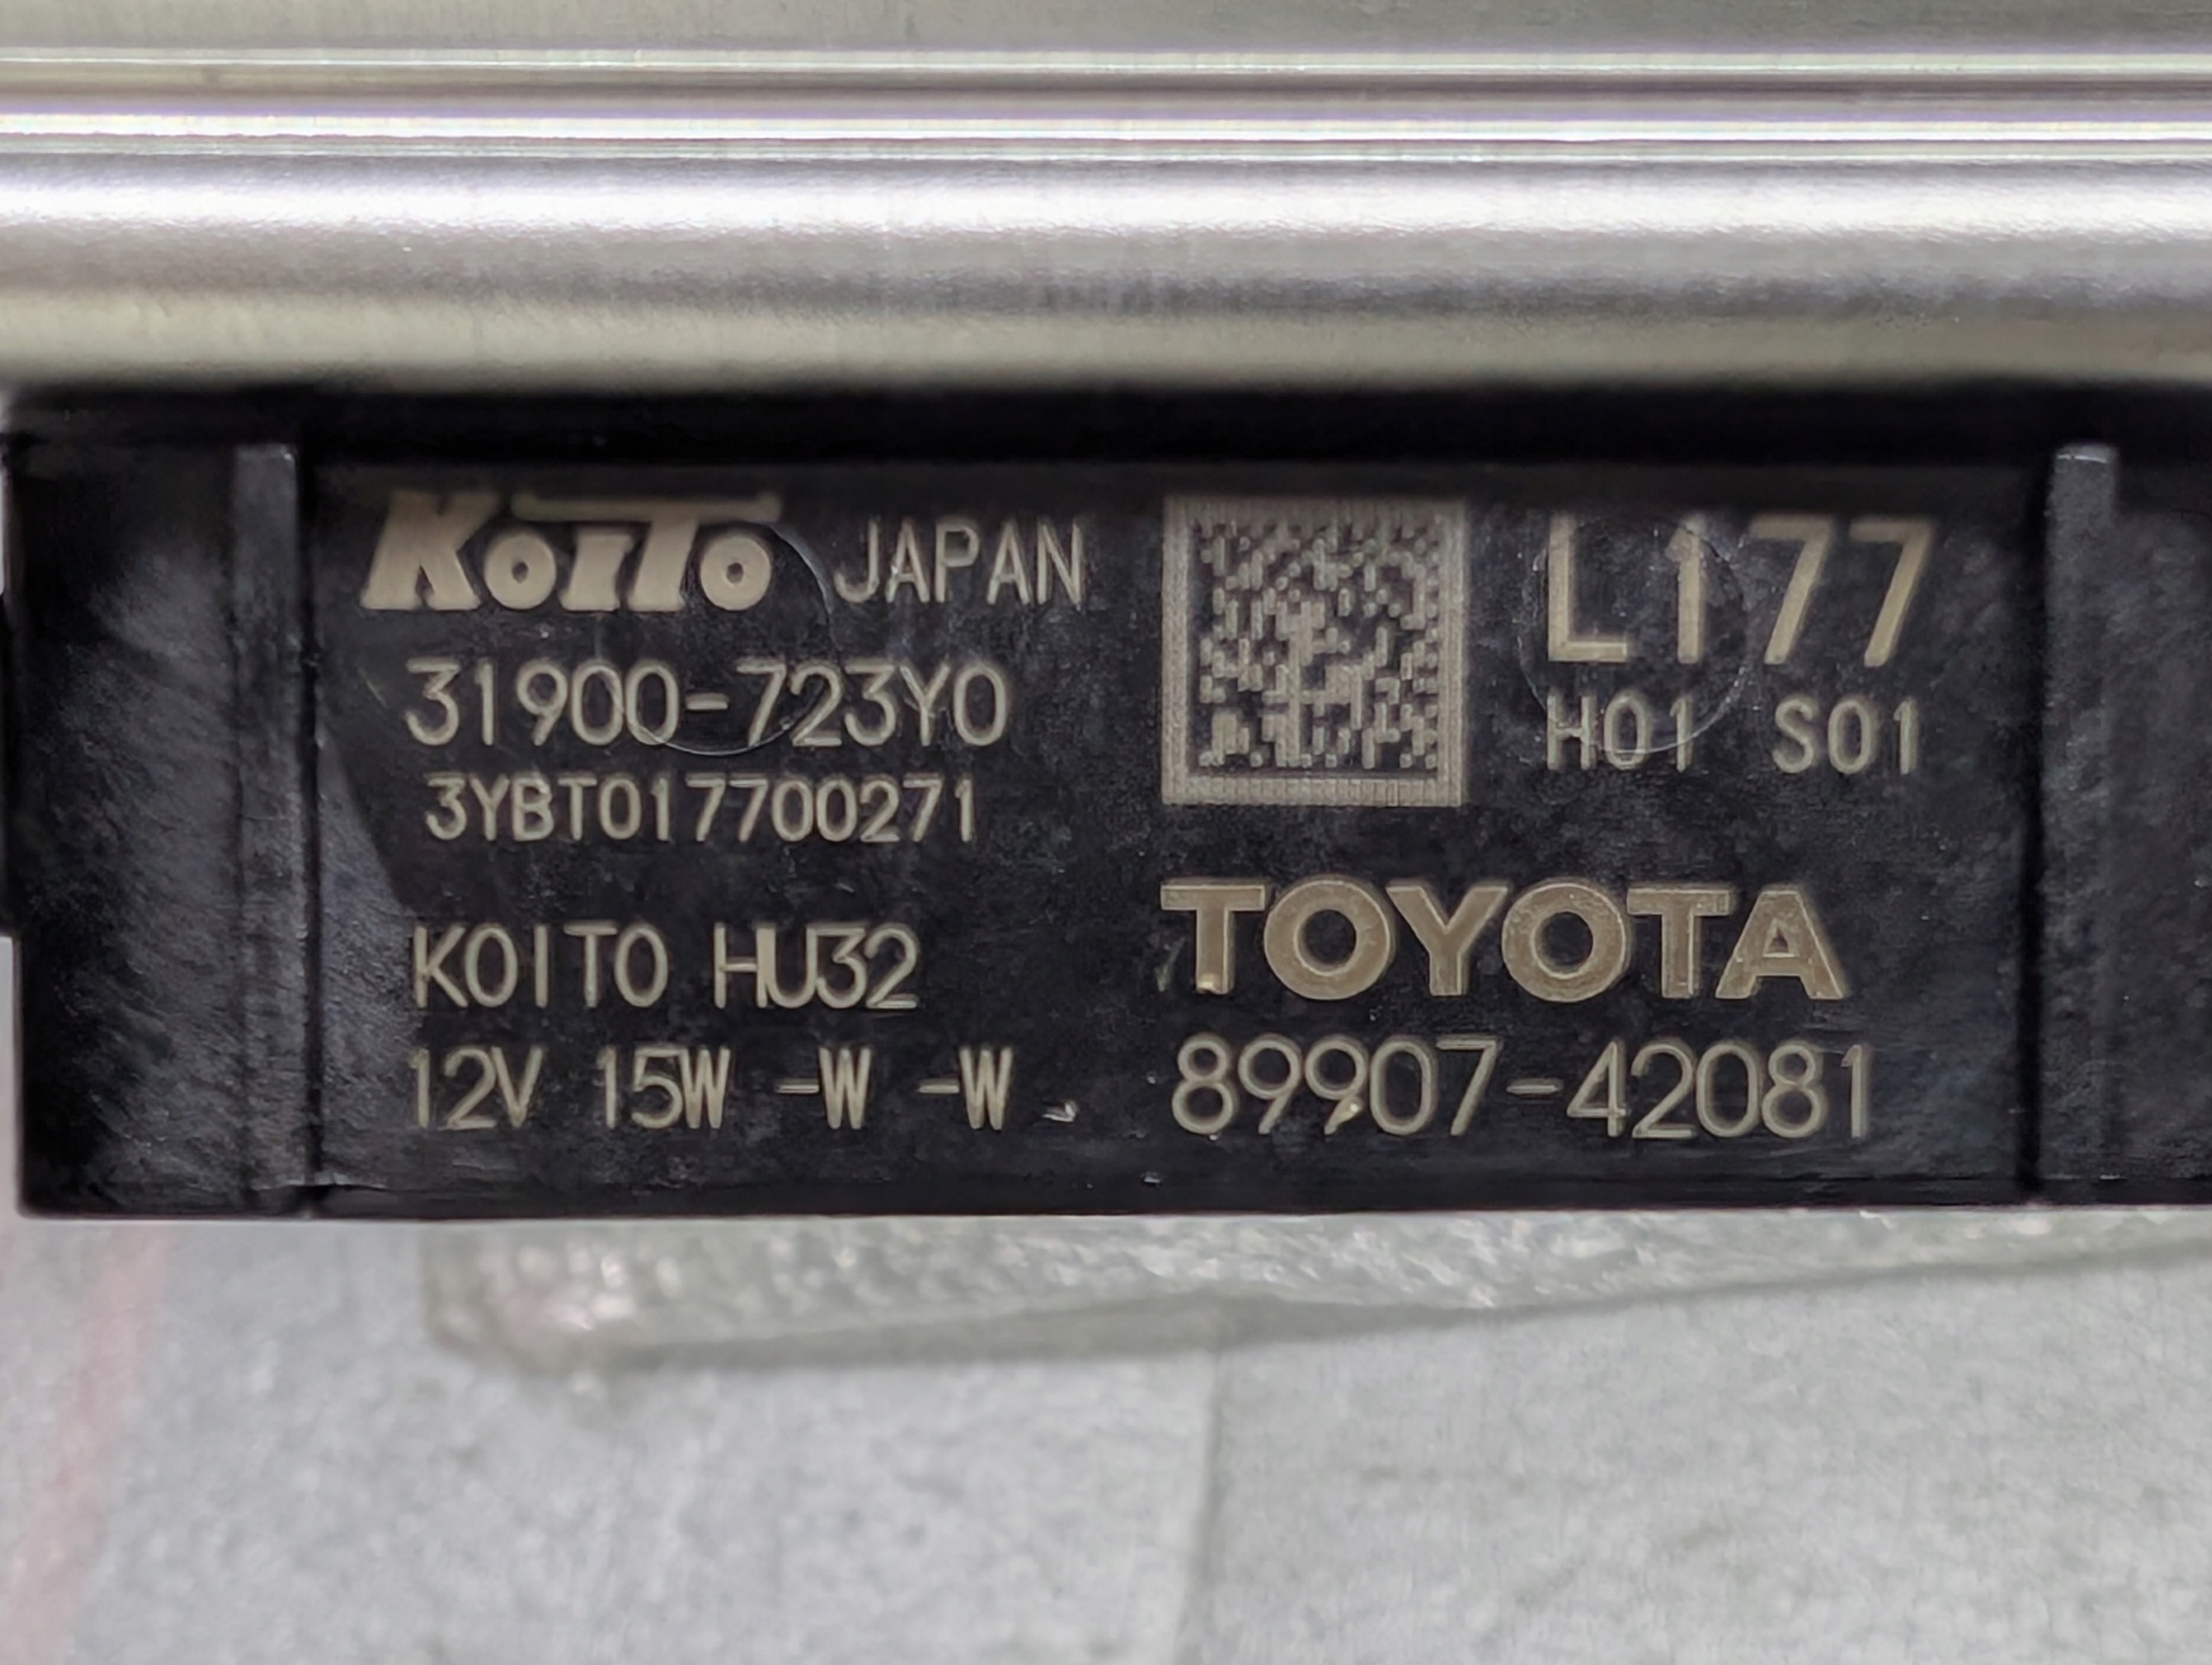 KOITO JAPAN
31900-723Y0
3YBT017700271
KOITO HU32
12V 15W -W -W
L177
H01 S01
TOYOTA
89907-42081